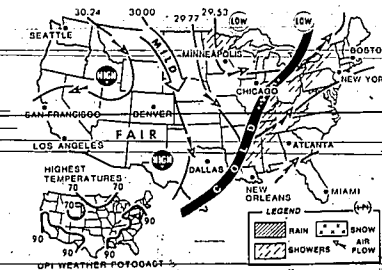 30.24 30.00 29.77 29.53
LOW LOW
SEATTLE
MILD
MINNEAPOLIS
BOSTON
NEW YORK
HIGH
CHICAGO
SAN FRANCISCO
DENVER
FAIR
COLD
LOS ANGELES
HIGH
ATLANTA
DALLAS
HIGHEST
TEMPERATURES
NEW
ORLEANS
MIAMI
70 70
70
90
90
90
90
LEGEND
RAIN
SNOW
SHOWERS
AIR
FLOW
UPI WEATHER FOTOCAST